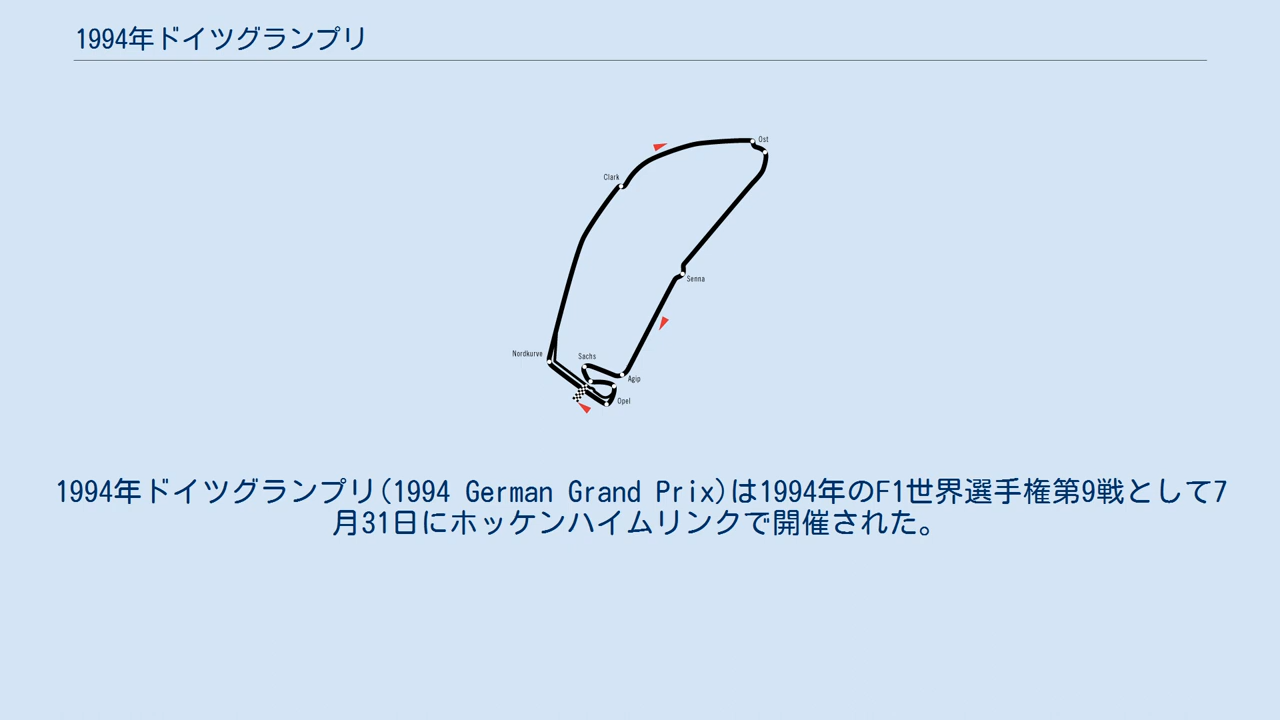 1994年ドイツグランプリ
Ost
Clark
Senna
Nordkurve
Sachs
Agip
Opel
1994年ドイツグランプリ(1994 German Grand Prix)は1994年のF1世界選手権第9戦として7
月31日にホッケンハイムリンクで開催された。